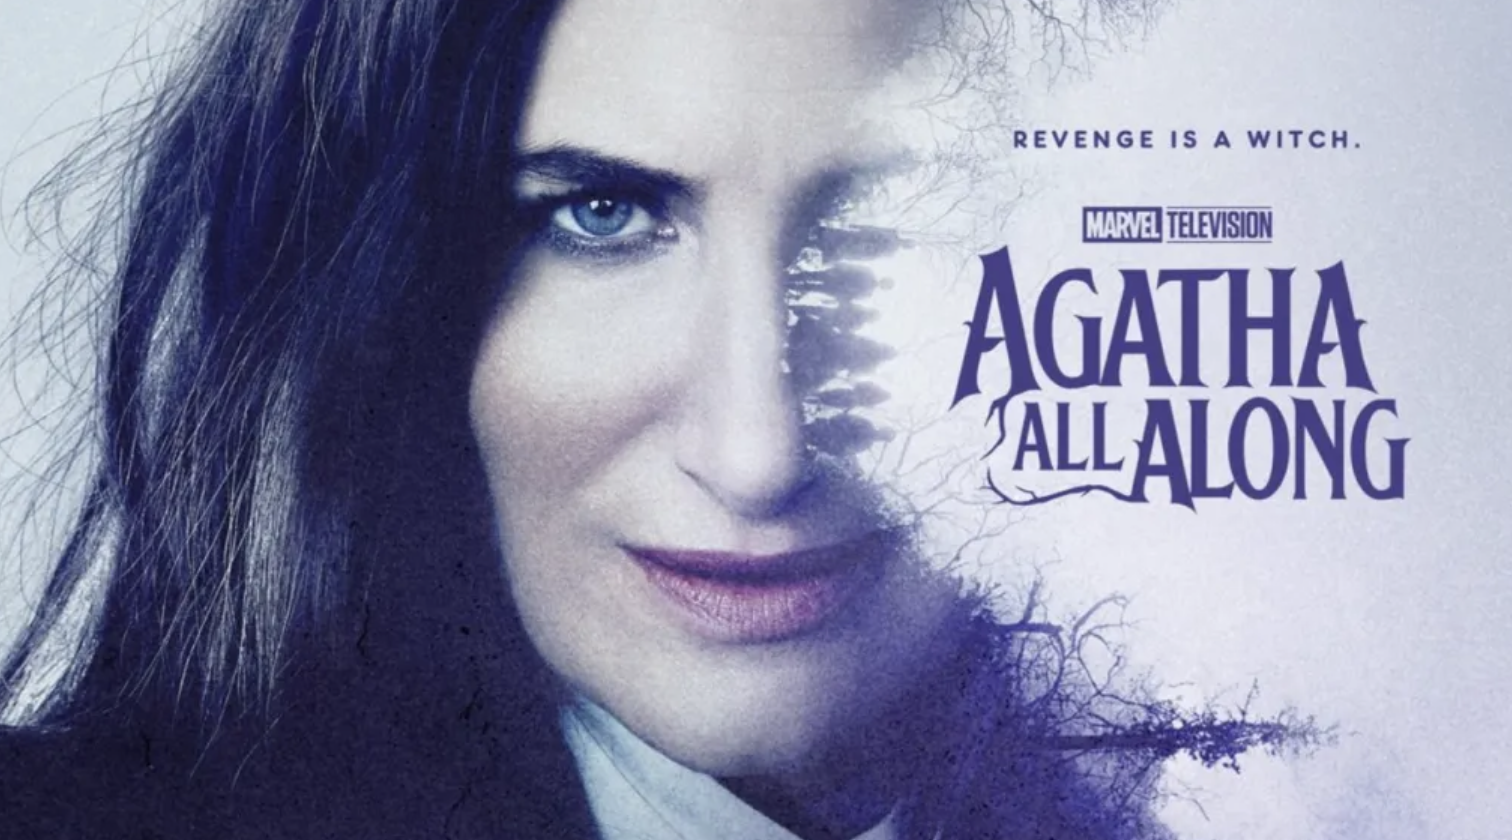 REVENGE IS A WITCH.
MARVEL TELEVISION
AGATHA
ALL ALONG